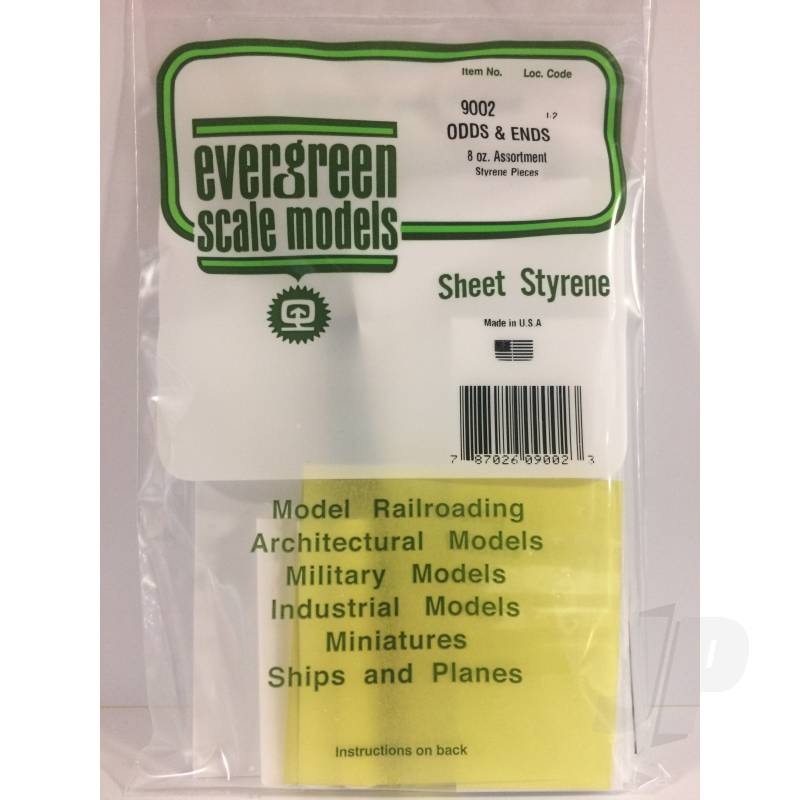 Item No. Loc. Code
9002 1.2
ODDS & ENDS
8 oz. Assortment
Styrene Pieces
evergreen
scale models
Sheet Styrene
Made in U.S.A
7 87026 09002 3
Model Railroading
Architectural Models
Military Models
Industrial Models
Miniatures
Ships and Planes
Instructions on back